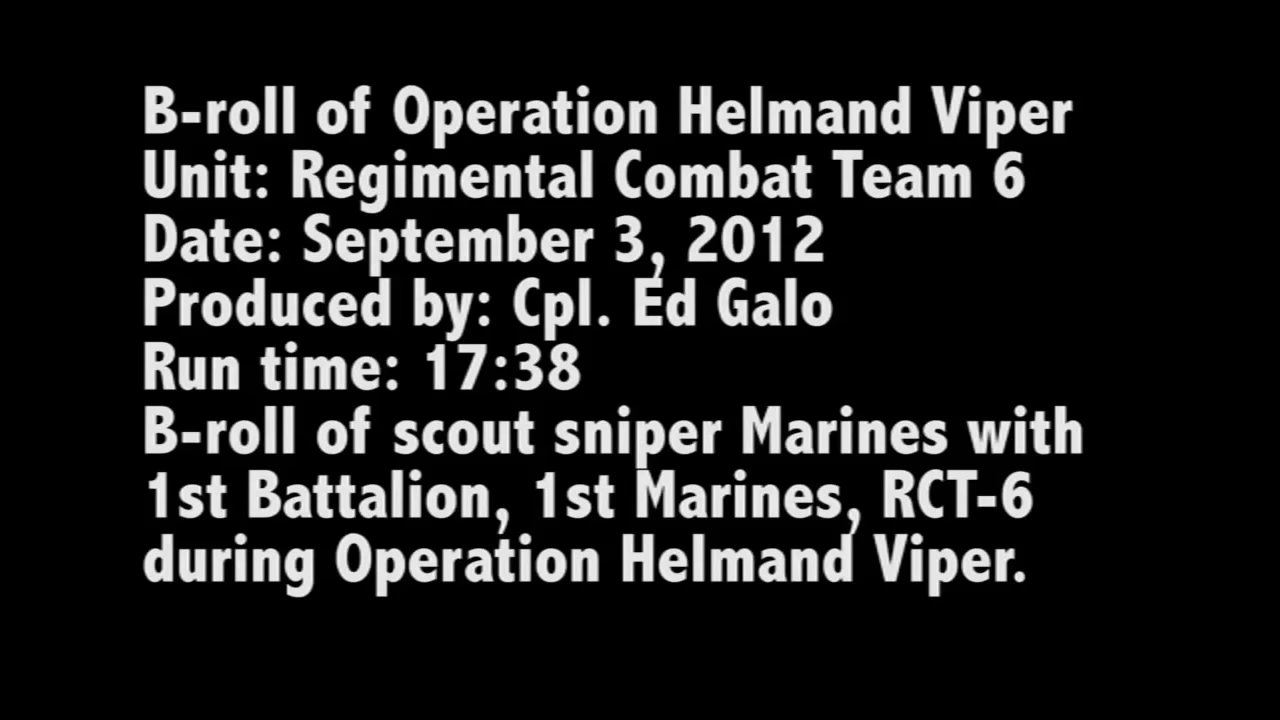 B-roll of Operation Helmand Viper
Unit: Regimental Combat Team 6
Date: September 3, 2012
Produced by: Cpl. Ed Galo
Run time: 17:38
B-roll of scout sniper Marines with
1st Battalion, 1st Marines, RCT-6
during Operation Helmand Viper.